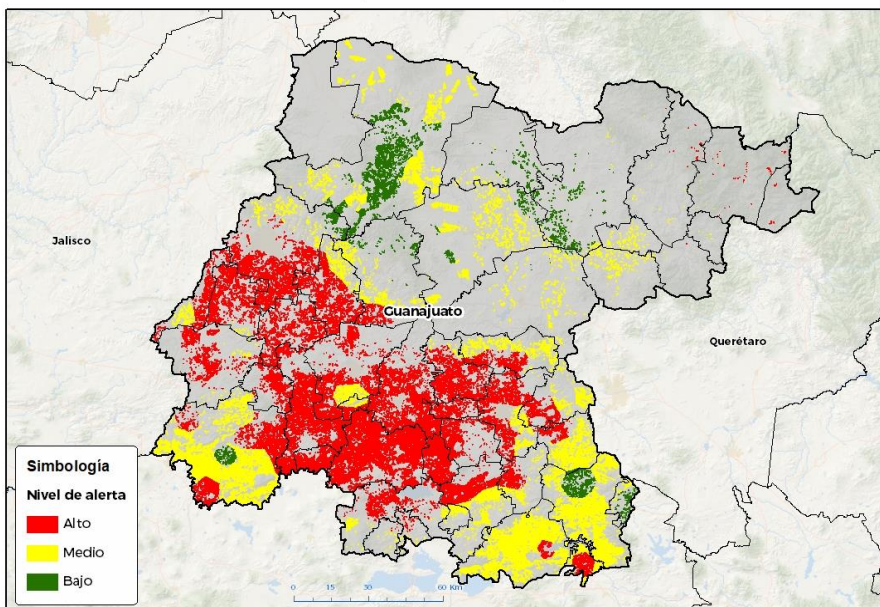 Jalisco
Guanajuato
Querétaro
Simbología
Nivel de alerta
Alto
Medio
Bajo
0 15 30 60 Km